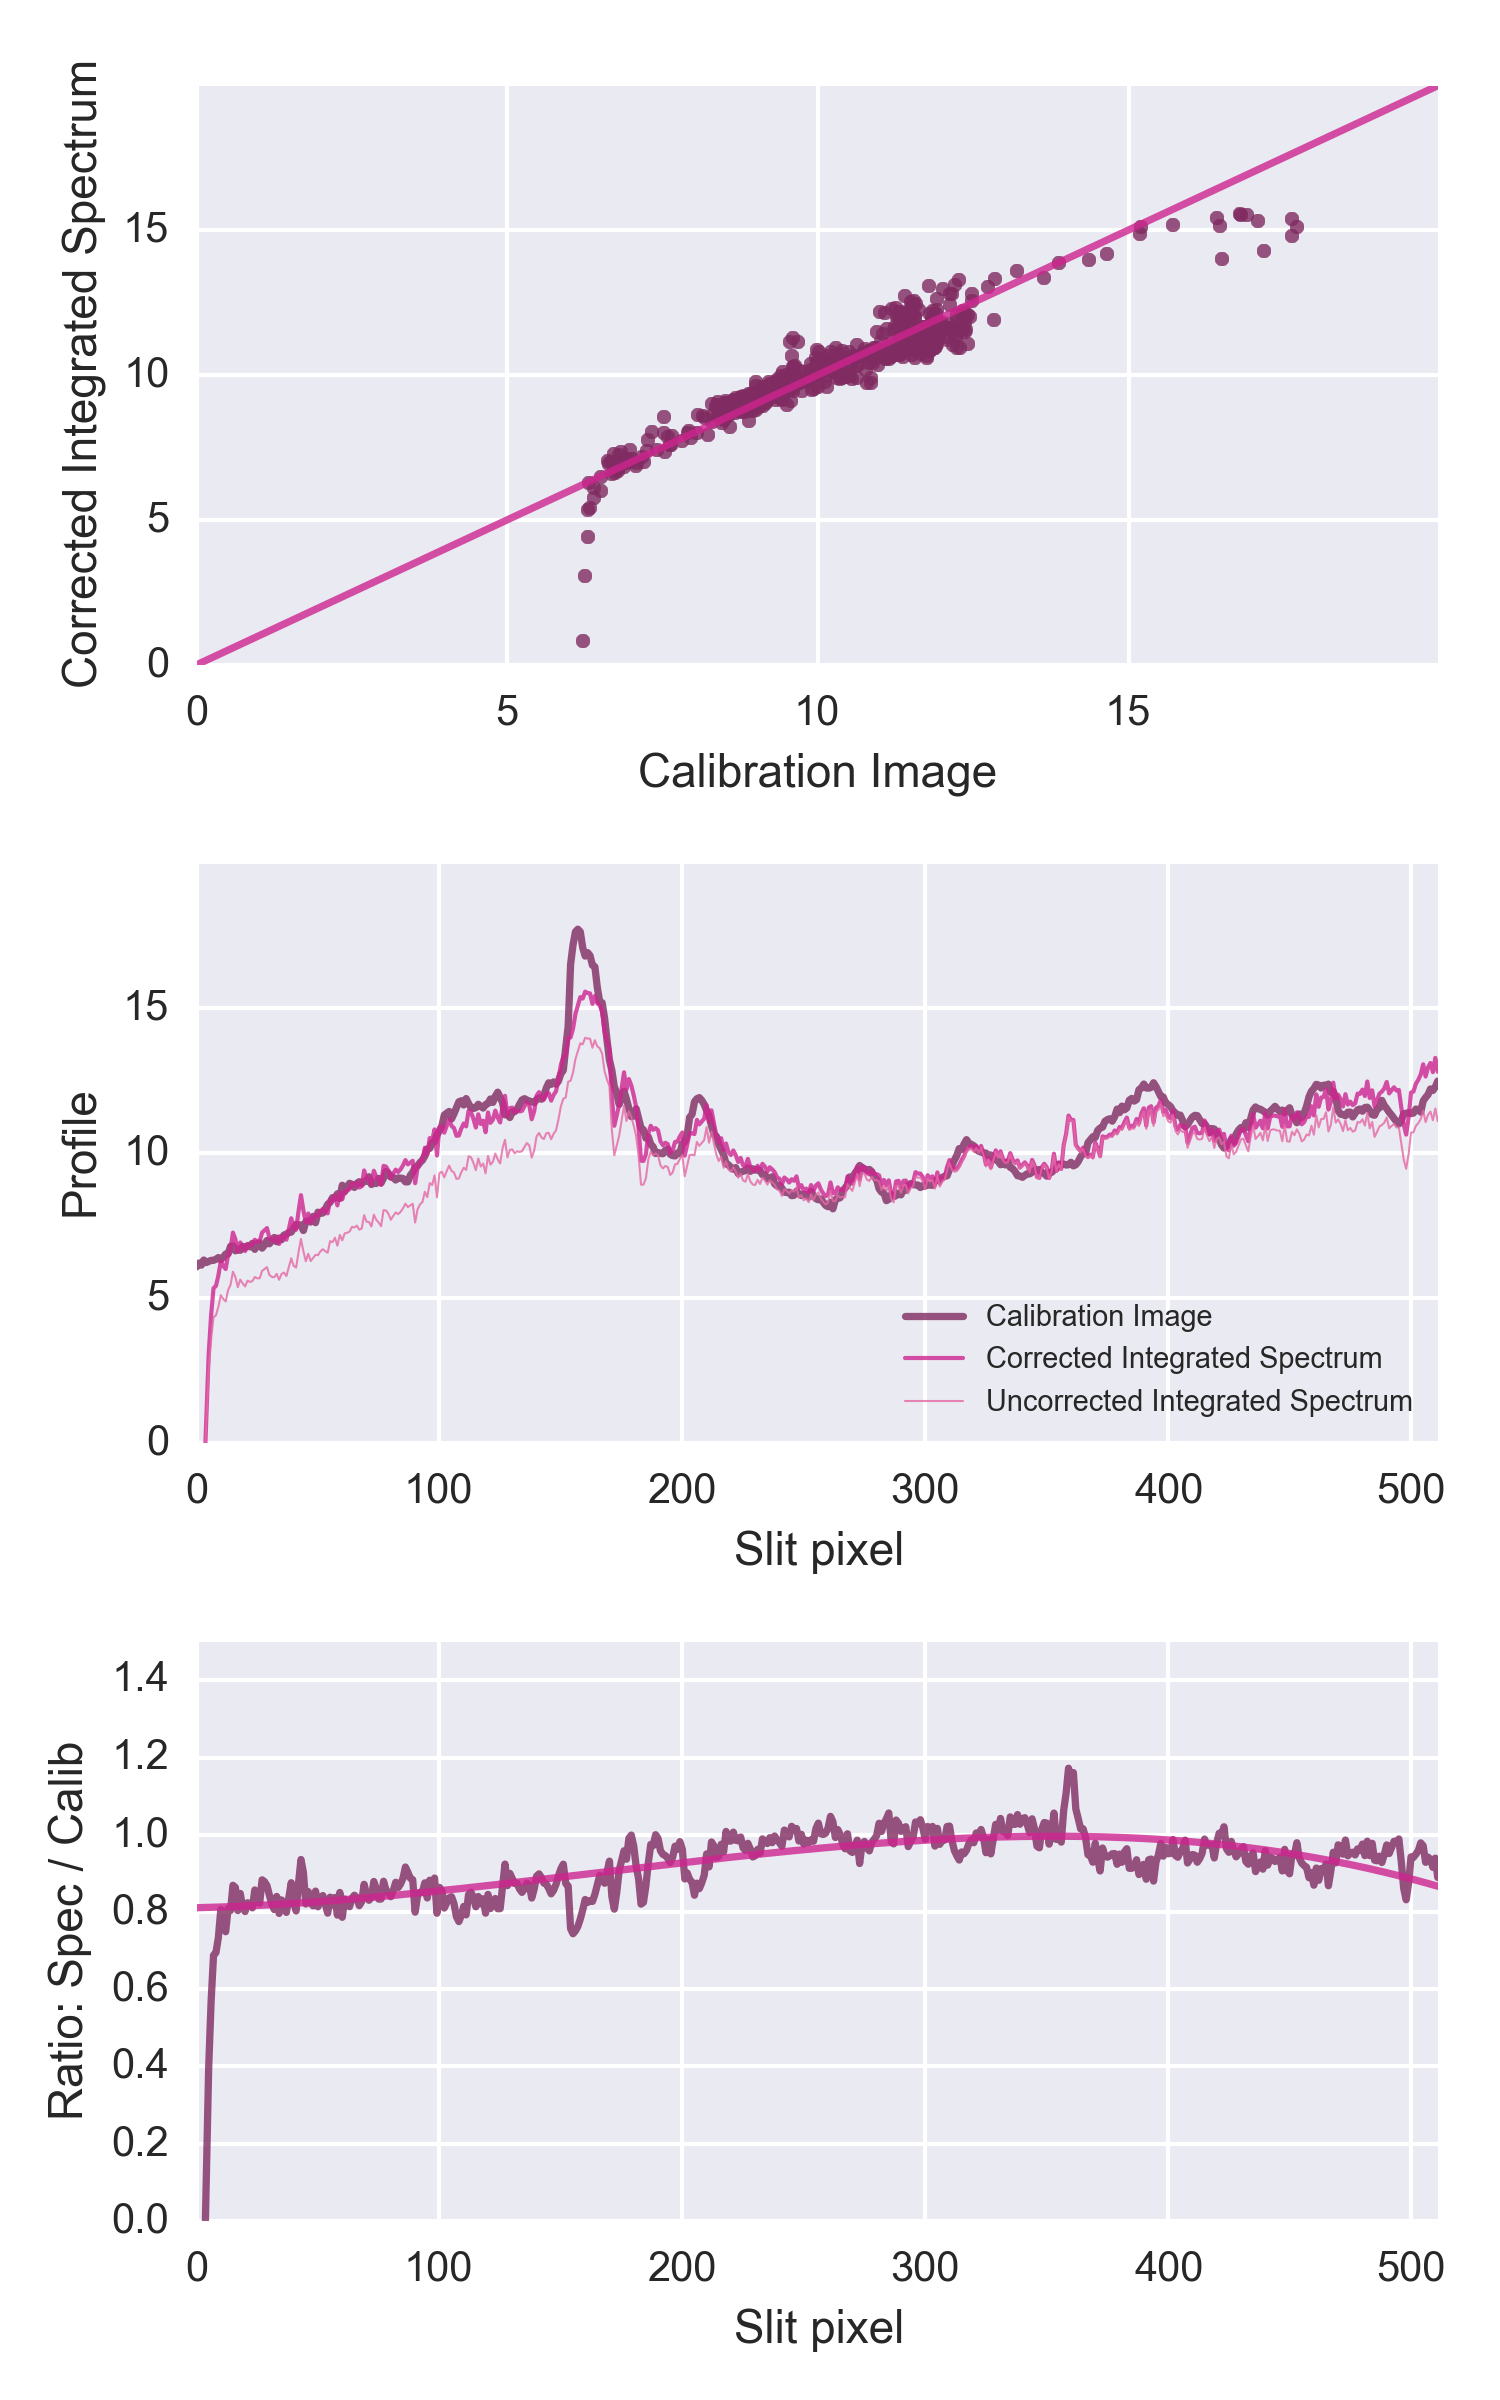 Corrected Integrated Spectrum
15
10
5
0
0 5 10 15
Calibration Image
Profile
15
10
5
0
Calibration Image
Corrected Integrated Spectrum
Uncorrected Integrated Spectrum
0 100 200 300 400 500
Slit pixel
Ratio: Spec / Calib
1.4
1.2
1.0
0.8
0.6
0.4
0.2
0.0
0 100 200 300 400 500
Slit pixel